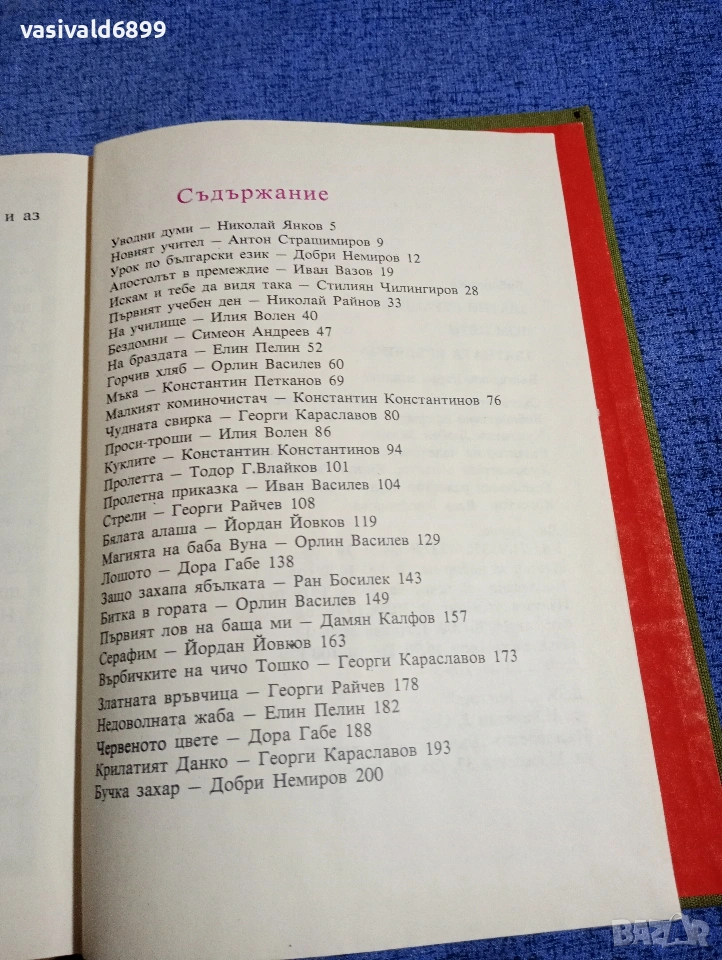 vasivald6899
и аз
Съдържание
Уводни думи — Николай Янков 5
Новият учител — Антон Страшимиров 9
Урок по български език — Добри Немиров 12
Апостолът в премеждие — Иван Вазов 19
Искам и тебе да видя така — Стилиян Чилингиров 28
Първият учебен ден — Николай Райнов 33
На училище — Илия Волен 40
Бездомни — Симеон Андреев 47
На браздата — Елин Пелин 52
Горчив хляб — Орлин Василев 60
Мъка — Константин Петканов 69
Малкият коминочистач — Константин Константинов 76
Чудната свирка — Георги Караславов 80
Проси-троши — Илия Волен 86
Куклите — Константин Константинов 94
Пролетта — Тодор Г.Влайков 101
Пролетна приказка — Иван Василев 104
Стрели — Георги Райчев 108
Бялата алаша — Йордан Йовков 119
Магията на баба Вуна — Орлин Василев 129
Лошото — Дора Габе 138
Защо захапа ябълката — Ран Босилек 143
Битка в гората — Орлин Василев 149
Първият лов на баща ми — Дамян Калфов 157
Серафим — Йордан Йовков 163
Върбичките на чичо Тошко — Георги Караславов 173
Златната връвчица — Георги Райчев 178
Недоволната жаба — Елин Пелин 182
Червеното цвете — Дора Габе 188
Крилатият Данко — Георги Караславов 193
Бучка захар — Добри Немиров 200
BAZAR